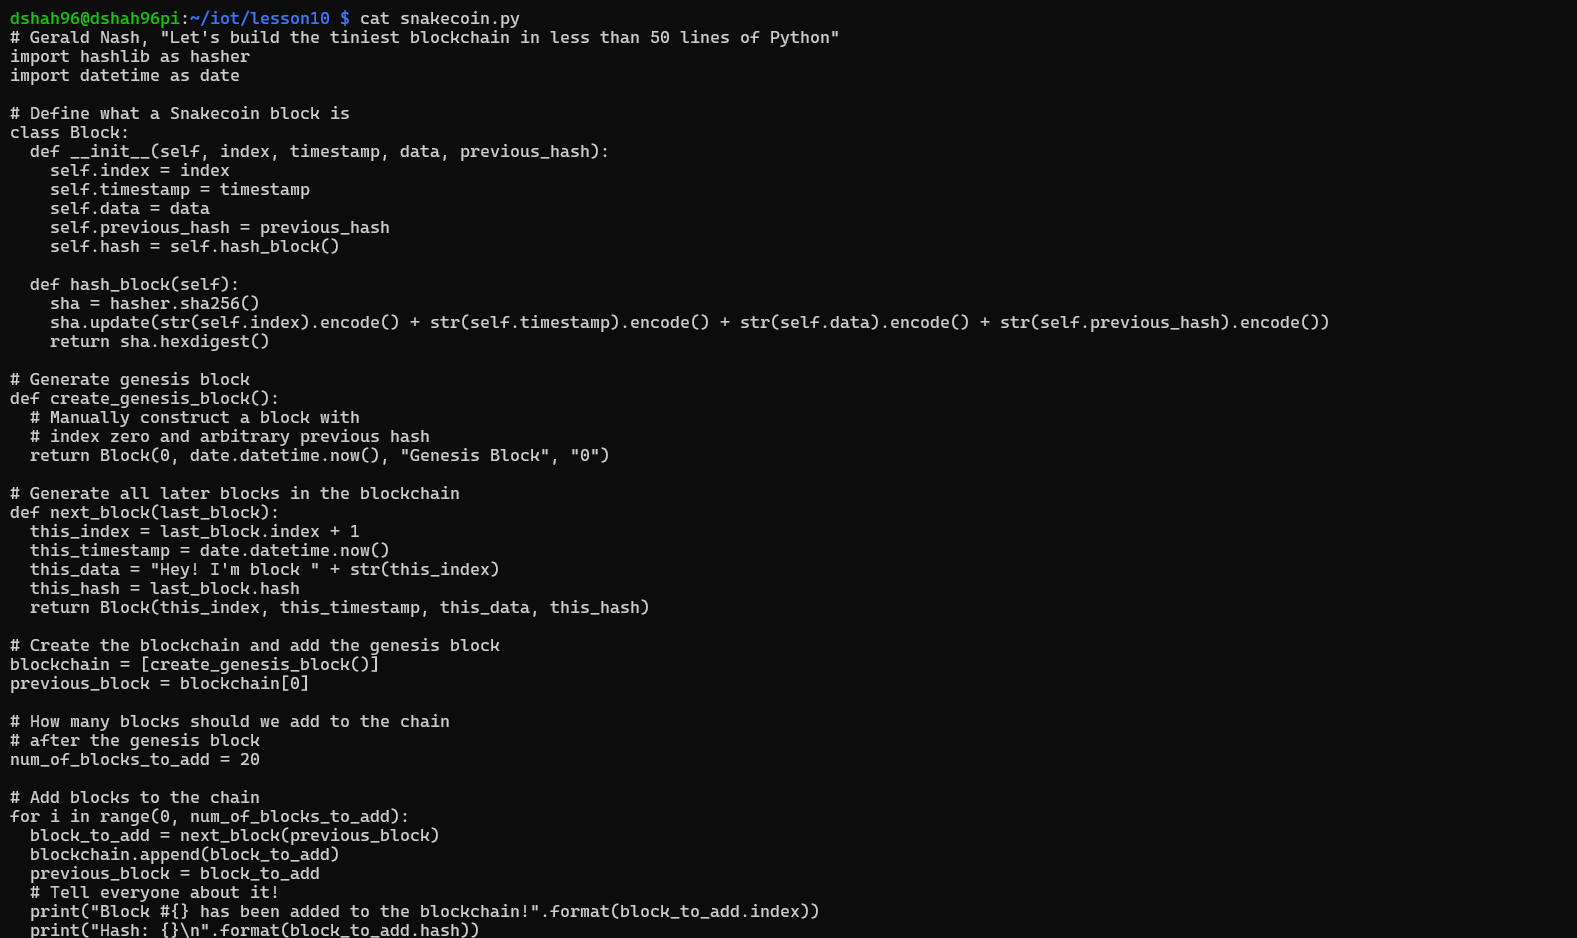 dshah96@dshah96pi:~/iot/lesson10 $ cat snakecoin.py
# Gerald Nash, "Let's build the tiniest blockchain in less than 50 lines of Python"
import hashlib as hasher
import datetime as date

# Define what a Snakecoin block is
class Block:
  def __init__(self, index, timestamp, data, previous_hash):
    self.index = index
    self.timestamp = timestamp
    self.data = data
    self.previous_hash = previous_hash
    self.hash = self.hash_block()

  def hash_block(self):
    sha = hasher.sha256()
    sha.update(str(self.index).encode() + str(self.timestamp).encode() + str(self.data).encode() + str(self.previous_hash).encode())
    return sha.hexdigest()

# Generate genesis block
def create_genesis_block():
  # Manually construct a block with
  # index zero and arbitrary previous hash
  return Block(0, date.datetime.now(), "Genesis Block", "0")

# Generate all later blocks in the blockchain
def next_block(last_block):
  this_index = last_block.index + 1
  this_timestamp = date.datetime.now()
  this_data = "Hey! I'm block " + str(this_index)
  this_hash = last_block.hash
  return Block(this_index, this_timestamp, this_data, this_hash)

# Create the blockchain and add the genesis block
blockchain = [create_genesis_block()]
previous_block = blockchain[0]

# How many blocks should we add to the chain
# after the genesis block
num_of_blocks_to_add = 20

# Add blocks to the chain
for i in range(0, num_of_blocks_to_add):
  block_to_add = next_block(previous_block)
  blockchain.append(block_to_add)
  previous_block = block_to_add
  # Tell everyone about it!
  print("Block #{} has been added to the blockchain!".format(block_to_add.index))
  print("Hash: {}\n".format(block_to_add.hash))